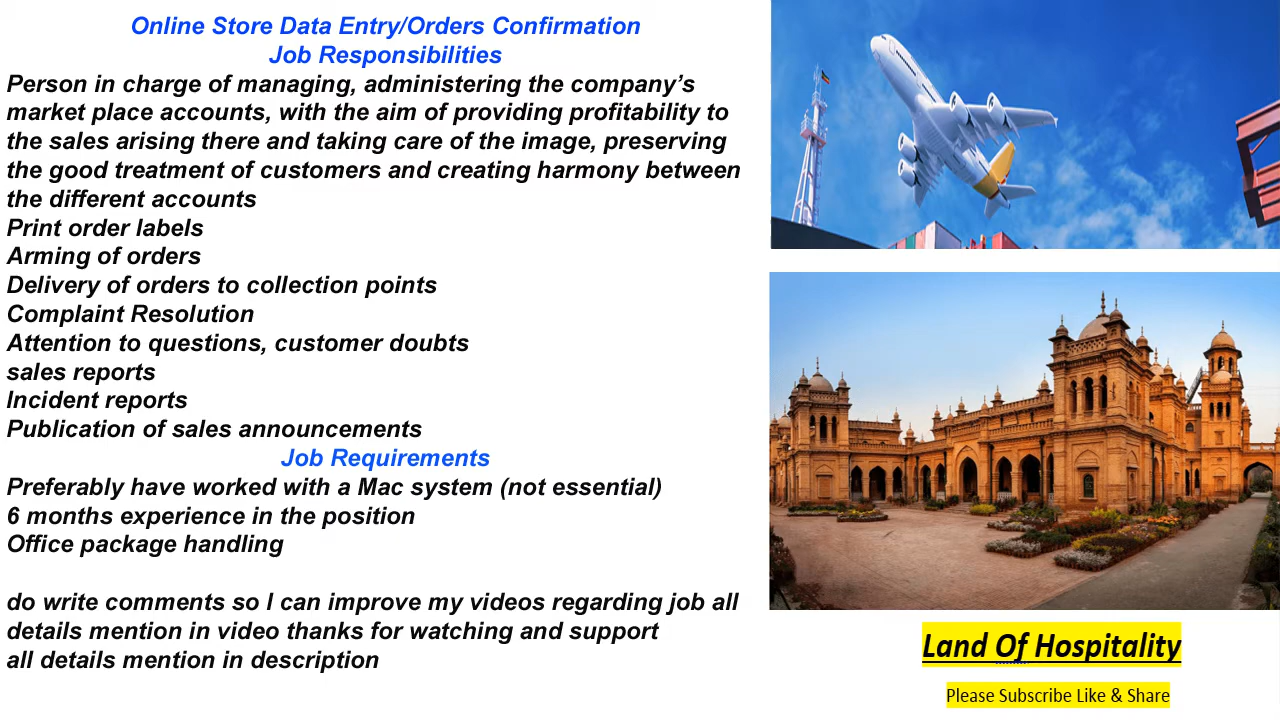 Online Store Data Entry/Orders Confirmation
Job Responsibilities
Person in charge of managing, administering the company’s
market place accounts, with the aim of providing profitability to
the sales arising there and taking care of the image, preserving
the good treatment of customers and creating harmony between
the different accounts
Print order labels
Arming of orders
Delivery of orders to collection points
Complaint Resolution
Attention to questions, customer doubts
sales reports
Incident reports
Publication of sales announcements
Job Requirements
Preferably have worked with a Mac system (not essential)
6 months experience in the position
Office package handling
do write comments so I can improve my videos regarding job all
details mention in video thanks for watching and support
all details mention in description
Land Of Hospitality
Please Subscribe Like & Share